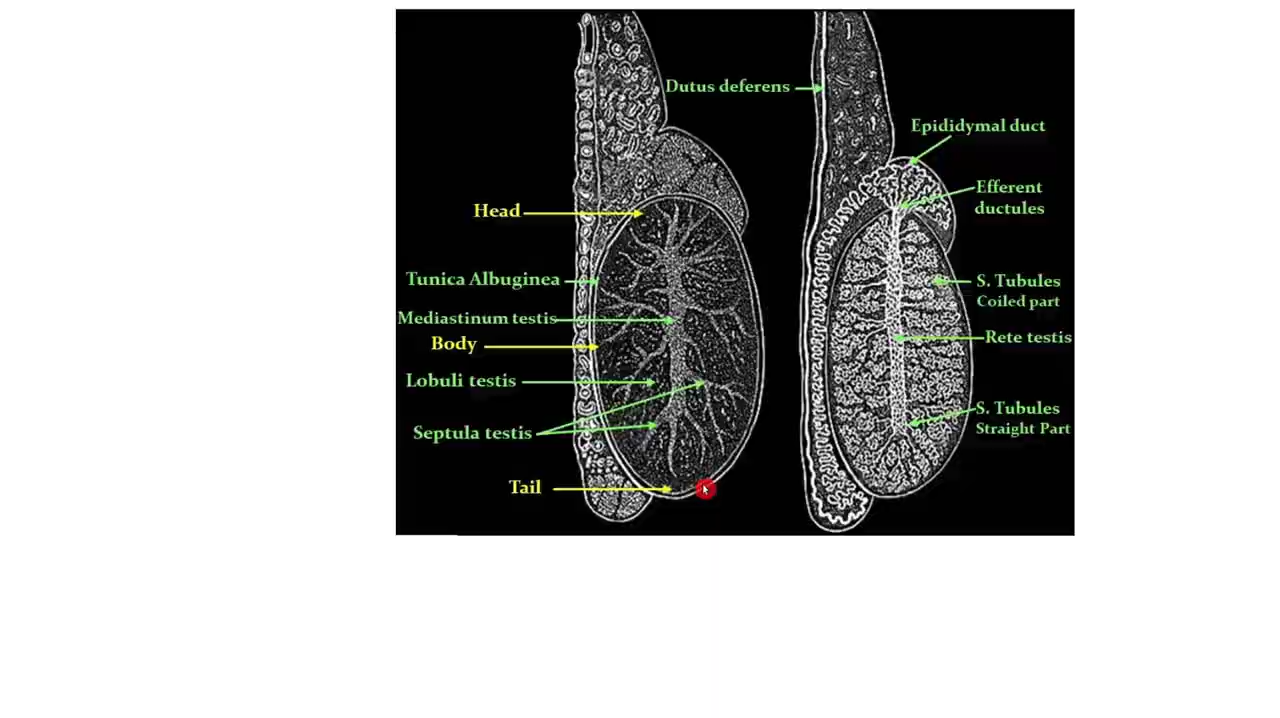 Dutus deferens
Epididymal duct
Efferent
ductules
Head
Tunica Albuginea
S. Tubules
Coiled part
Mediastinum testis
Rete testis
Body
Lobuli testis
S. Tubules
Straight Part
Septula testis
Tail